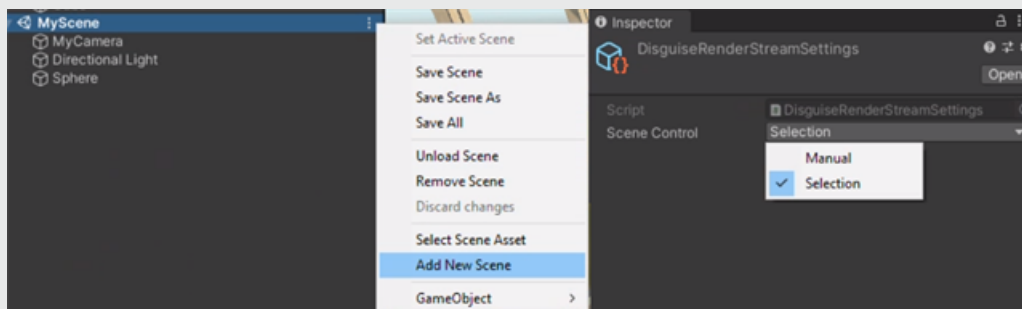 MyScene
MyCamera
Directional Light
Sphere
Set Active Scene
Save Scene
Save Scene As
Save All
Unload Scene
Remove Scene
Discard changes
Select Scene Asset
Add New Scene
GameObject
Inspector
DisguiseRenderStreamSettings
Open
Script
DisguiseRenderStreamSettings
Scene Control
Selection
Manual
Selection